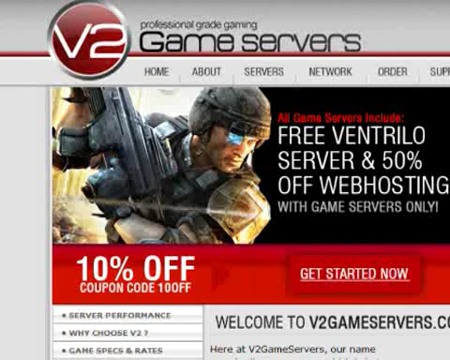 V2
professional grade gaming
Game servers
HOME ABOUT SERVERS NETWORK ORDER SUP
All Game Servers Include:
FREE VENTRILO
SERVER & 50%
OFF WEBHOSTING
WITH GAME SERVERS ONLY!
10% OFF
COUPON CODE 10OFF
GET STARTED NOW
SERVER PERFORMANCE
WHY CHOOSE V2 ?
GAME SPECS & RATES
WELCOME TO V2GAMESERVERS.CO
Here at V2GameServers, our name